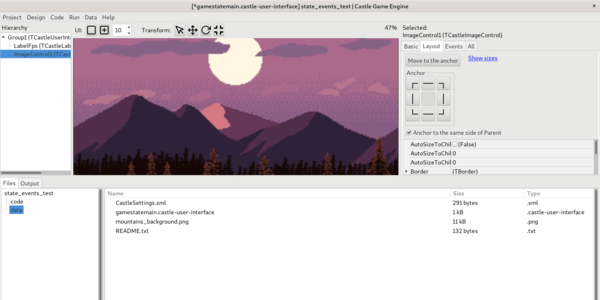 [*gamestatemain.castle-user-interface] state_events_test | Castle Game Engine
Project Design Code Run Data Help
Hierarchy
Group1 (TCastleUserInt
LabelFps (TCastleLab
ImageControl1 (TCast
UI: 10 Transform: 47%
Selected:
ImageControl1 (TCastleImageControl)
Basic Layout Events All
Move to the anchor Show sizes
Anchor
Anchor to the same side of Parent
AutoSizeToChil... (False)
AutoSizeToChil 0
AutoSizeToChil 0
Border (TBorder)
Files Output
state_events_test
code
data
Name Size Type
CastleSettings.xml 291 bytes .xml
gamestatemain.castle-user-interface 1 kB .castle-user-interface
mountains_background.png 11 kB .png
README.txt 132 bytes .txt